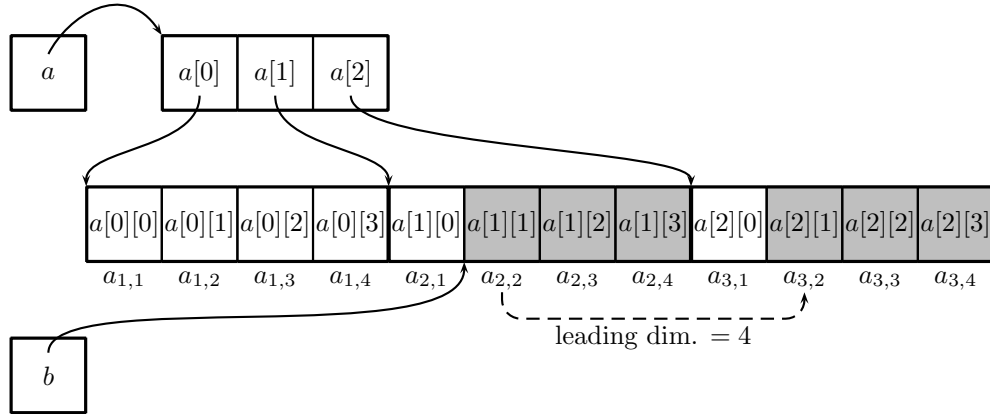 a a[0] a[1] a[2]
a[0][0] a[0][1] a[0][2] a[0][3] a[1][0] a[1][1] a[1][2] a[1][3] a[2][0] a[2][1] a[2][2] a[2][3]
a1,1 a1,2 a1,3 a1,4 a2,1 a2,2 a2,3 a2,4 a3,1 a3,2 a3,3 a3,4
leading dim. = 4
b